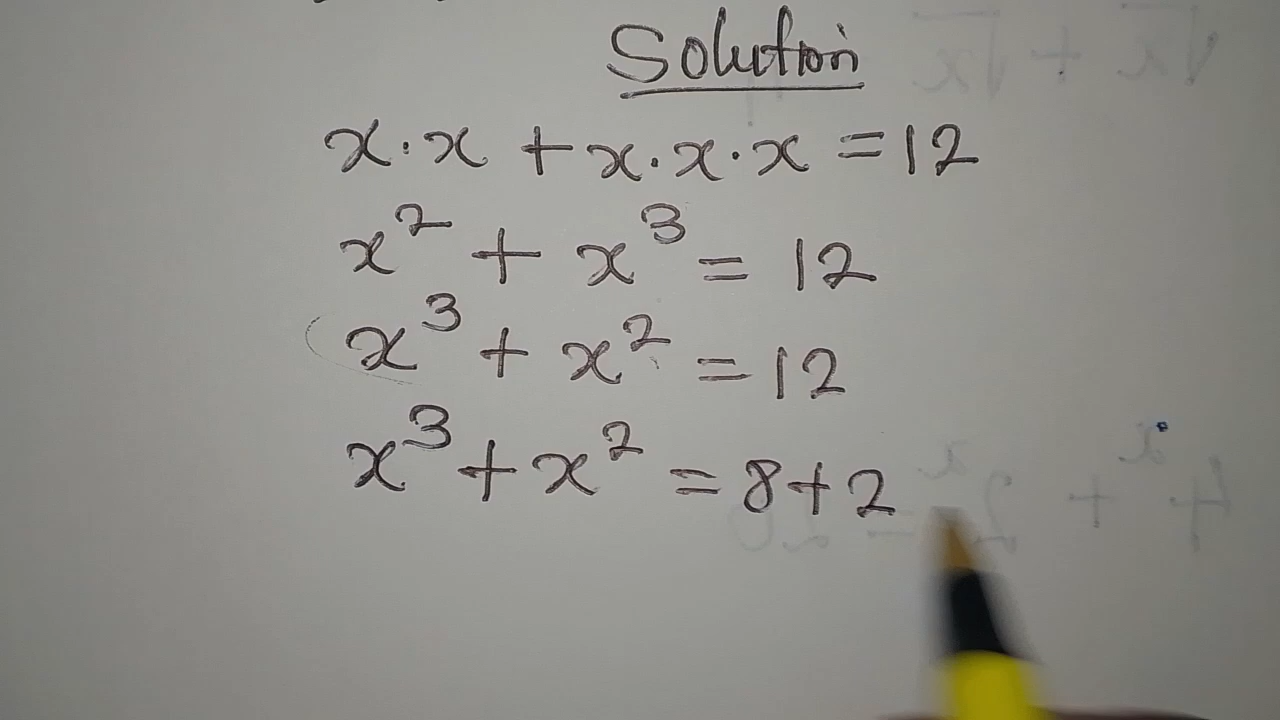 Solution
x·x + x·x·x = 12
x² + x³ = 12
x³ + x² = 12
x³ + x² = 8+2